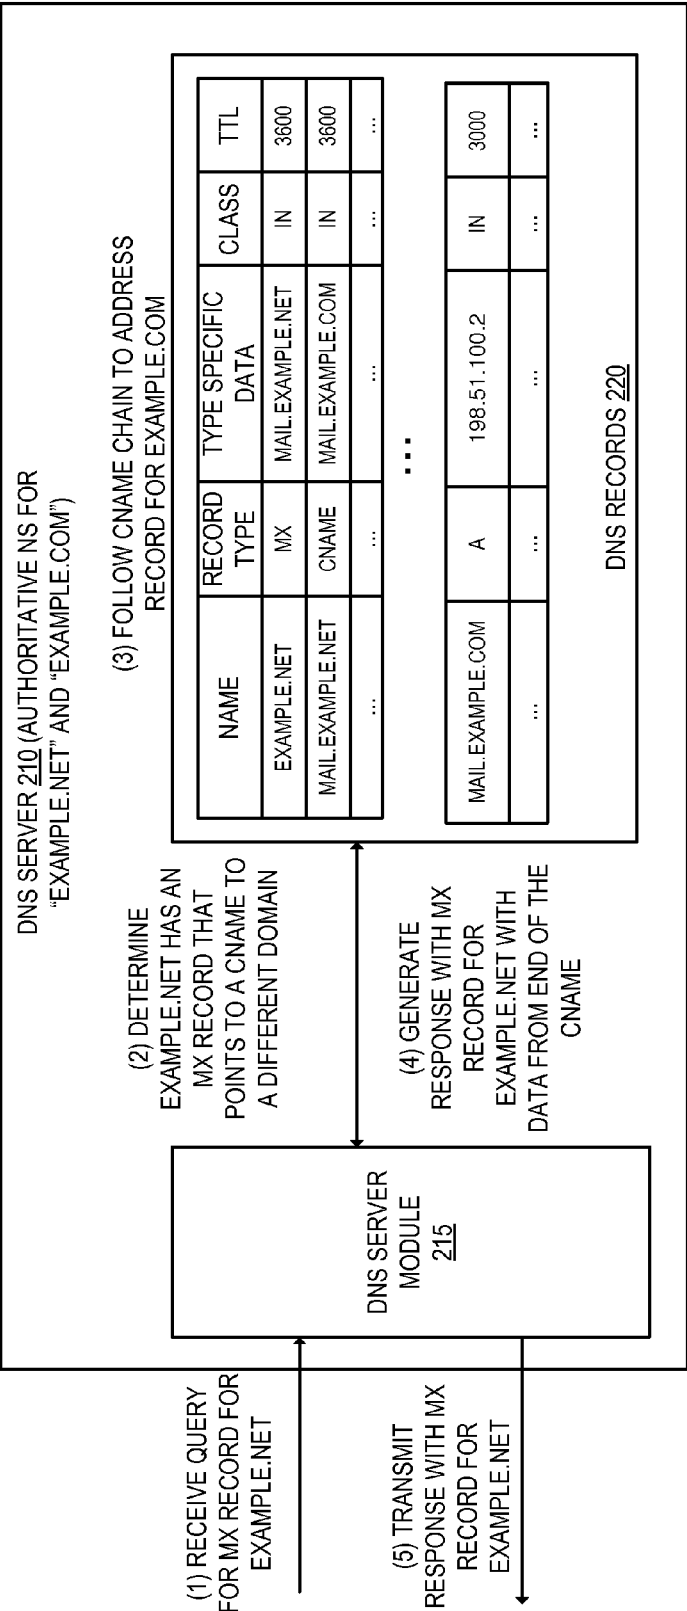 DNS SERVER 210 (AUTHORITATIVE NS FOR
"EXAMPLE.NET" AND "EXAMPLE.COM")
(1) RECEIVE QUERY
FOR MX RECORD FOR
EXAMPLE.NET
(5) TRANSMIT
RESPONSE WITH MX
RECORD FOR
EXAMPLE.NET
DNS SERVER
MODULE
215
(2) DETERMINE
EXAMPLE.NET HAS AN
MX RECORD THAT
POINTS TO A CNAME TO
A DIFFERENT DOMAIN
(4) GENERATE
RESPONSE WITH MX
RECORD FOR
EXAMPLE.NET WITH
DATA FROM END OF THE
CNAME
(3) FOLLOW CNAME CHAIN TO ADDRESS
RECORD FOR EXAMPLE.COM
NAME RECORD TYPE TYPE SPECIFIC DATA CLASS TTL
EXAMPLE.NET MX MAIL.EXAMPLE.NET IN 3600
MAIL.EXAMPLE.NET CNAME MAIL.EXAMPLE.COM IN 3600
... ... ... ... ...
...
MAIL.EXAMPLE.COM A 198.51.100.2 IN 3000
... ... ... ... ...
DNS RECORDS 220